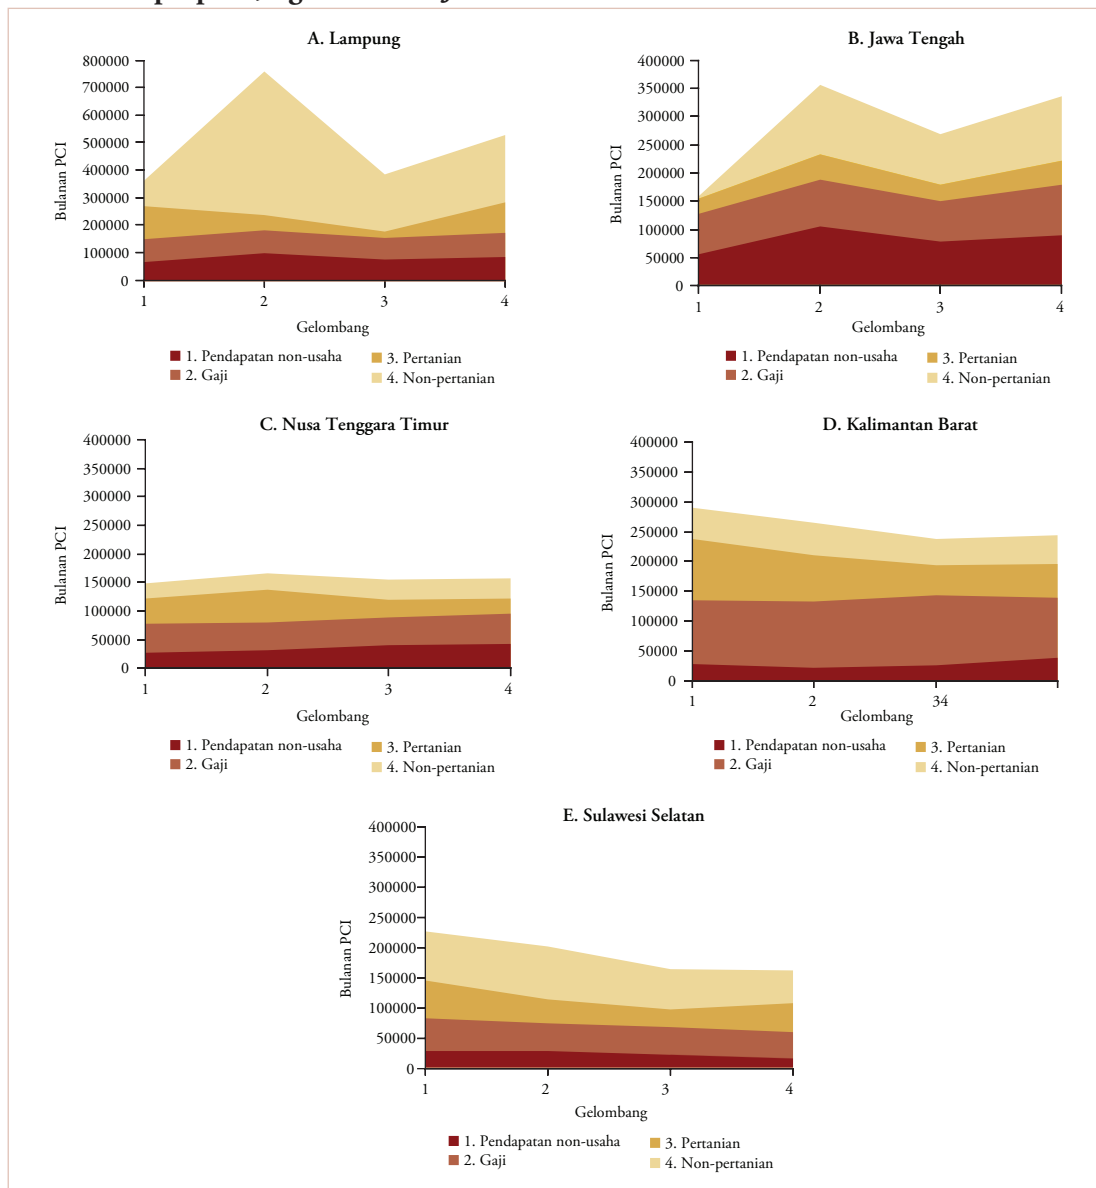 A. Lampung
800000
700000
600000
500000
400000
300000
200000
100000
0
Bulanan PCI
1 2 3 4
Gelombang
1. Pendapatan non-usaha 3. Pertanian
2. Gaji 4. Non-pertanian
B. Jawa Tengah
400000
350000
300000
250000
200000
150000
100000
50000
0
Bulanan PCI
1 2 3 4
Gelombang
1. Pendapatan non-usaha 3. Pertanian
2. Gaji 4. Non-pertanian
C. Nusa Tenggara Timur
400000
350000
300000
250000
200000
150000
100000
50000
0
Bulanan PCI
1 2 3 4
Gelombang
1. Pendapatan non-usaha 3. Pertanian
2. Gaji 4. Non-pertanian
D. Kalimantan Barat
400000
350000
300000
250000
200000
150000
100000
50000
0
Bulanan PCI
1 2 34
Gelombang
1. Pendapatan non-usaha 3. Pertanian
2. Gaji 4. Non-pertanian
E. Sulawesi Selatan
400000
350000
300000
250000
200000
150000
100000
50000
0
Bulanan PCI
1 2 3 4
Gelombang
1. Pendapatan non-usaha 3. Pertanian
2. Gaji 4. Non-pertanian